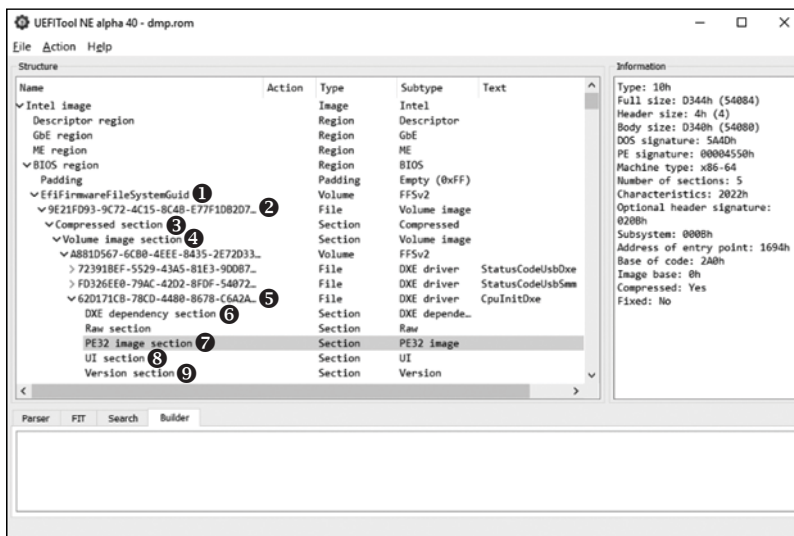 UEFITool NE alpha 40 - dmp.rom
File Action Help
Structure
Name Action Type Subtype Text
Intel image Image Intel
Descriptor region Region Descriptor
GbE region Region GbE
ME region Region ME
BIOS region Region BIOS
Padding Padding Empty (0xFF)
EfiFirmwareFileSystemGuid ❶ Volume FFSv2
9E21FD93-9C72-4C15-8C4B-E77F1DB2D7… ❷ File Volume image
Compressed section ❸ Section Compressed
Volume image section ❹ Section Volume image
A881D567-6CB0-4EEE-8435-2E72D33… Volume FFSv2
> 72391BEF-5529-43A5-81E3-9DDB7… File DXE driver StatusCodeUsbDxe
> FD326EE0-79AC-42D2-8FDF-54072… File DXE driver StatusCodeUsbSmm
62D171CB-78CD-4480-8678-C6A2A… ❺ File DXE driver CpuInitDxe
DXE dependency section ❻ Section DXE depende…
Raw section Section Raw
PE32 image section ❼ Section PE32 image
UI section ❽ Section UI
Version section ❾ Section Version
Parser FIT Search Builder
Information
Type: 10h
Full size: D344h (54084)
Header size: 4h (4)
Body size: D340h (54080)
DOS signature: 5A4Dh
PE signature: 00004550h
Machine type: x86-64
Number of sections: 5
Characteristics: 2022h
Optional header signature:
020Bh
Subsystem: 000Bh
Address of entry point: 1694h
Base of code: 2A0h
Image base: 0h
Compressed: Yes
Fixed: No